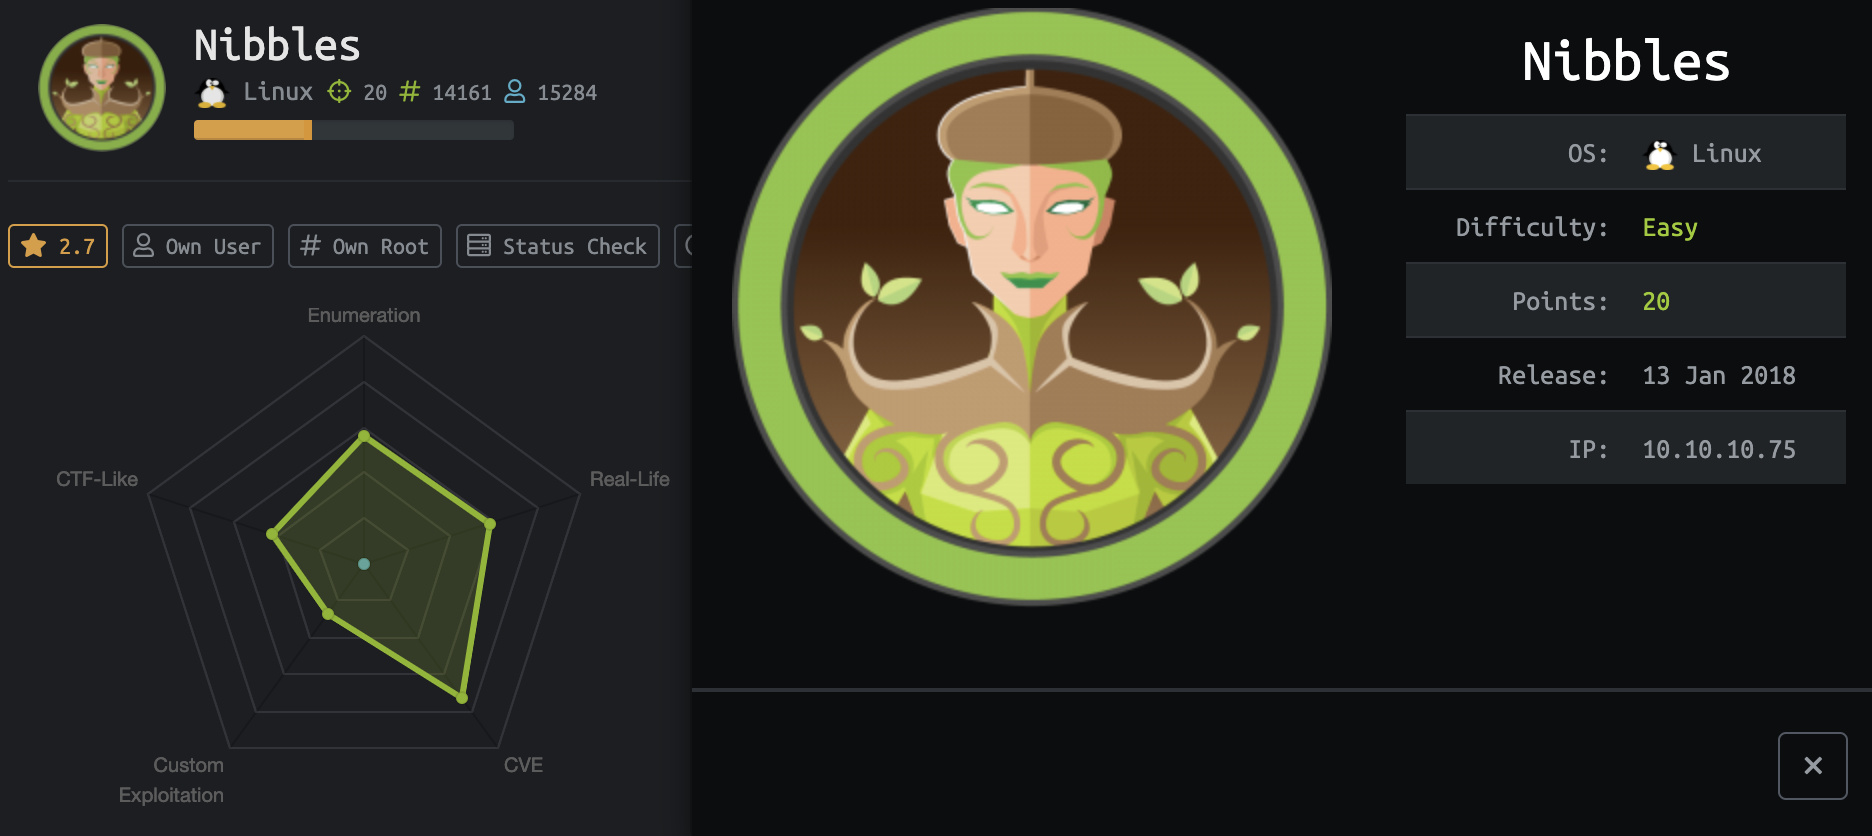 Nibbles
Linux 20 # 14161 15284
2.7 Own User # Own Root Status Check
Enumeration
CTF-Like
Real-Life
Custom
Exploitation
CVE
Nibbles
OS: Linux
Difficulty: Easy
Points: 20
Release: 13 Jan 2018
IP: 10.10.10.75